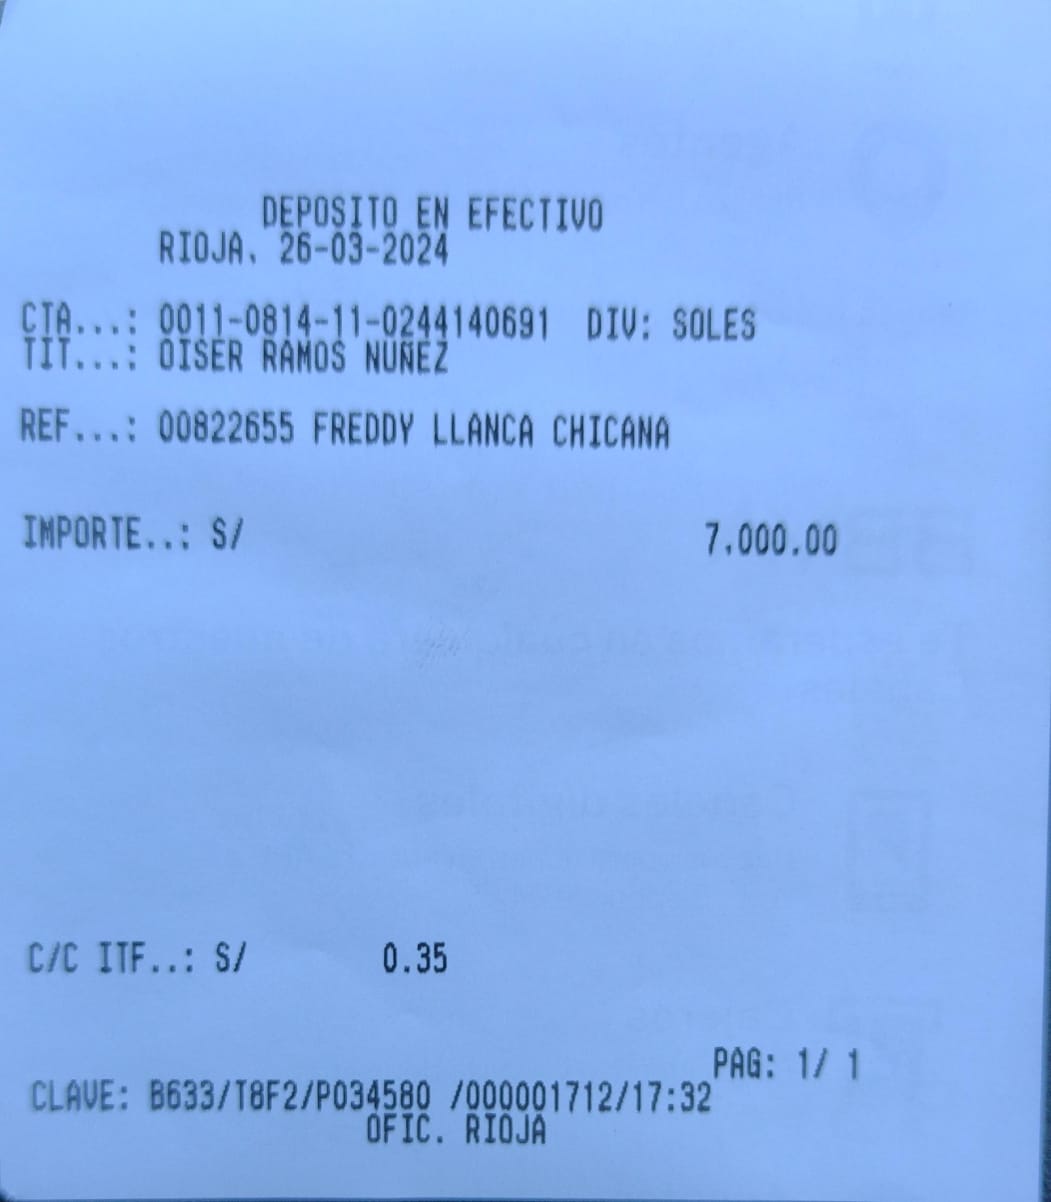 DEPOSITO EN EFECTIVO
RIOJA, 26-03-2024
CTA...: 0011-0814-11-0244140691 DIV: SOLES
TIT...: OISER RAMOS NUÑEZ
REF...: 00822655 FREDDY LLANCA CHICANA
IMPORTE..: S/ 7,000.00
C/C ITF..: S/ 0.35
PAG: 1/ 1
CLAVE: B633/T8F2/P034580 /000001712/17:32
OFIC. RIOJA